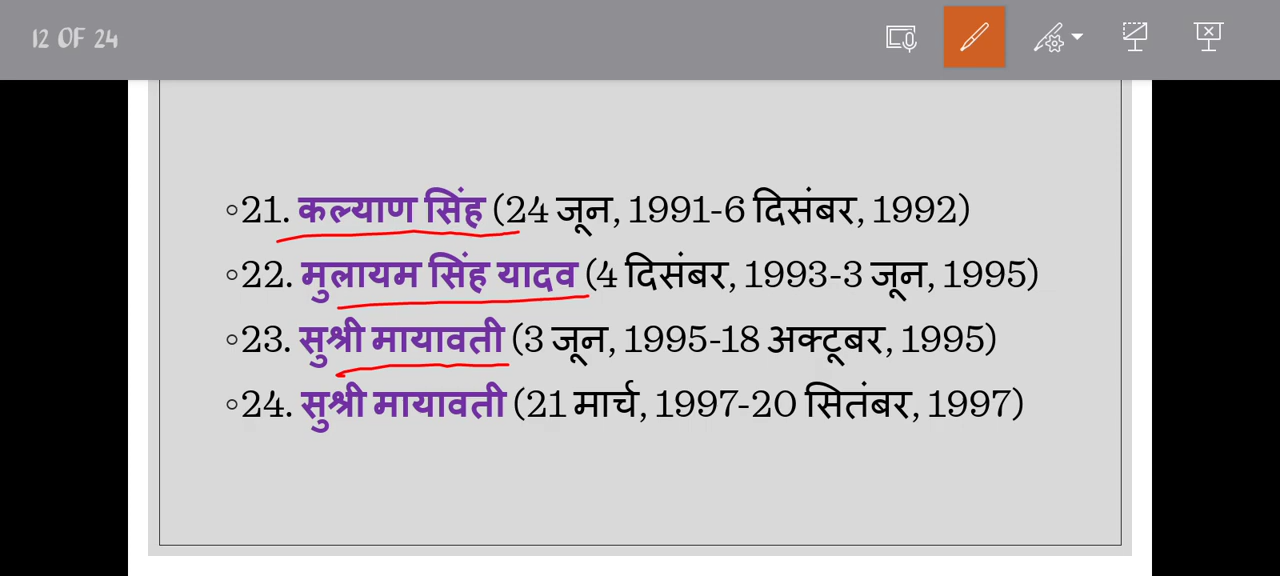 12 OF 24
◦21. कल्याण सिंह (24 जून, 1991-6 दिसंबर, 1992)
◦22. मुलायम सिंह यादव (4 दिसंबर, 1993-3 जून, 1995)
◦23. सुश्री मायावती (3 जून, 1995-18 अक्टूबर, 1995)
◦24. सुश्री मायावती (21 मार्च, 1997-20 सितंबर, 1997)